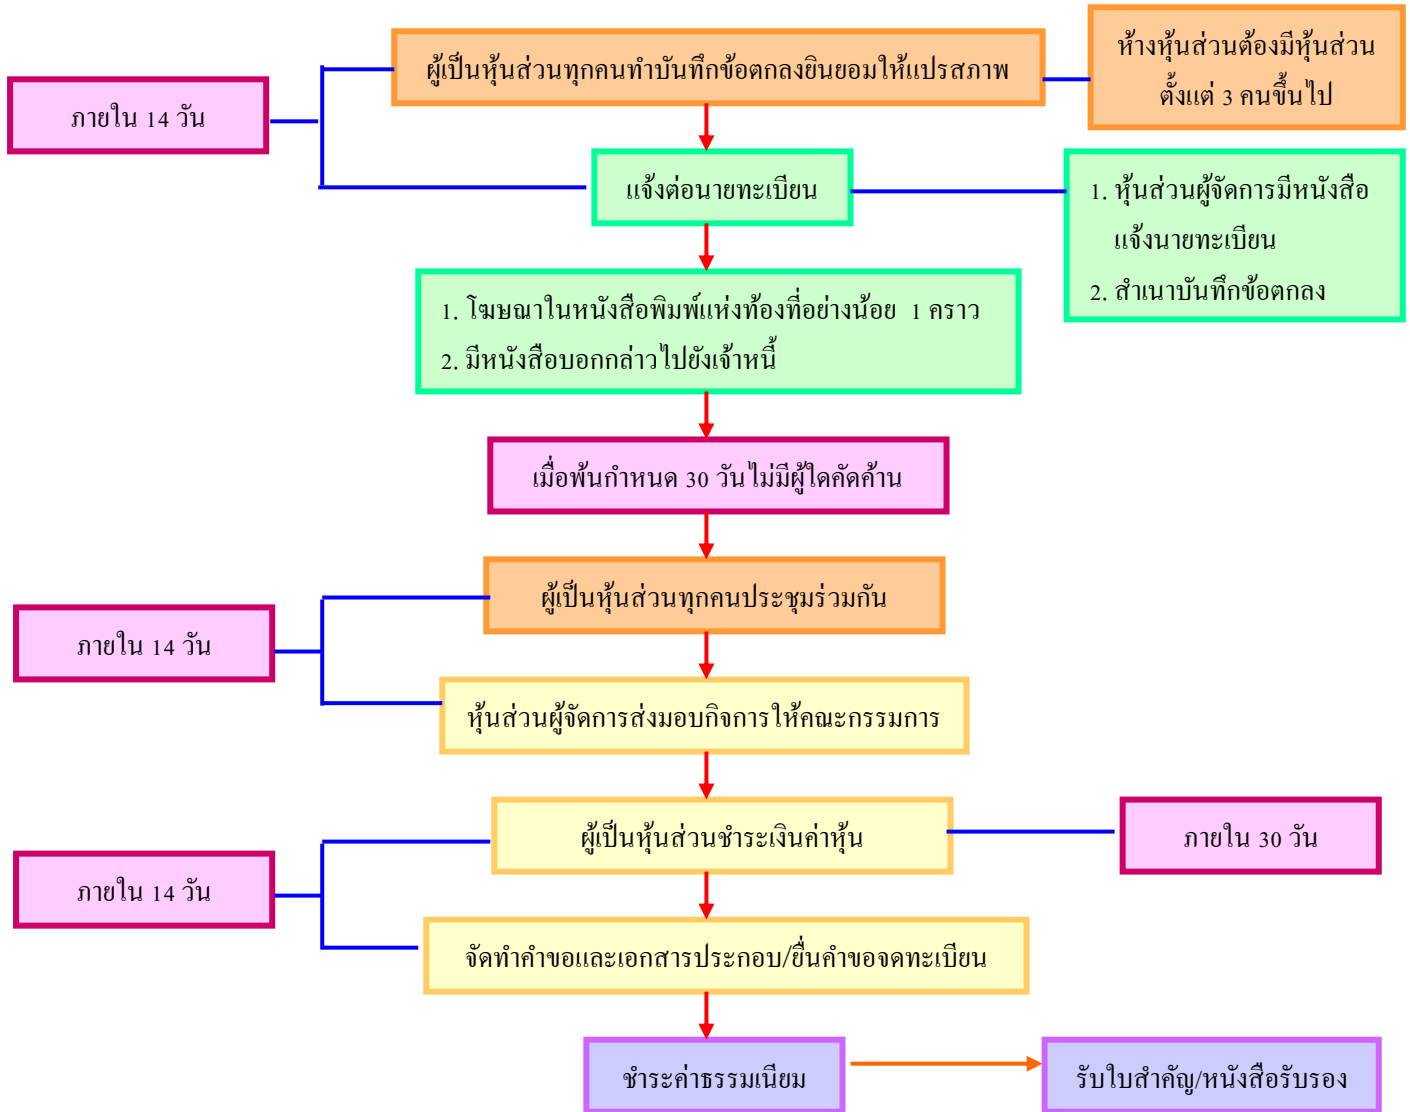 ห้างหุ้นส่วนต้องมีหุ้นส่วน
ตั้งแต่ 3 คนขึ้นไป
ผู้เป็นหุ้นส่วนทุกคนทำบันทึกข้อตกลงยินยอมให้แปรสภาพ
ภายใน 14 วัน
แจ้งต่อนายทะเบียน
1. หุ้นส่วนผู้จัดการมีหนังสือ
แจ้งนายทะเบียน
2. สำเนาบันทึกข้อตกลง
1. โฆษณาในหนังสือพิมพ์แห่งท้องที่อย่างน้อย 1 คราว
2. มีหนังสือบอกกล่าวไปยังเจ้าหนี้
เมื่อพ้นกำหนด 30 วัน ไม่มีผู้ใดคัดค้าน
ผู้เป็นหุ้นส่วนทุกคนประชุมร่วมกัน
ภายใน 14 วัน
หุ้นส่วนผู้จัดการส่งมอบกิจการให้คณะกรรมการ
ผู้เป็นหุ้นส่วนชำระเงินค่าหุ้น
ภายใน 30 วัน
ภายใน 14 วัน
จัดทำคำขอและเอกสารประกอบ/ยื่นคำขอจดทะเบียน
ชำระค่าธรรมเนียม
รับใบสำคัญ/หนังสือรับรอง